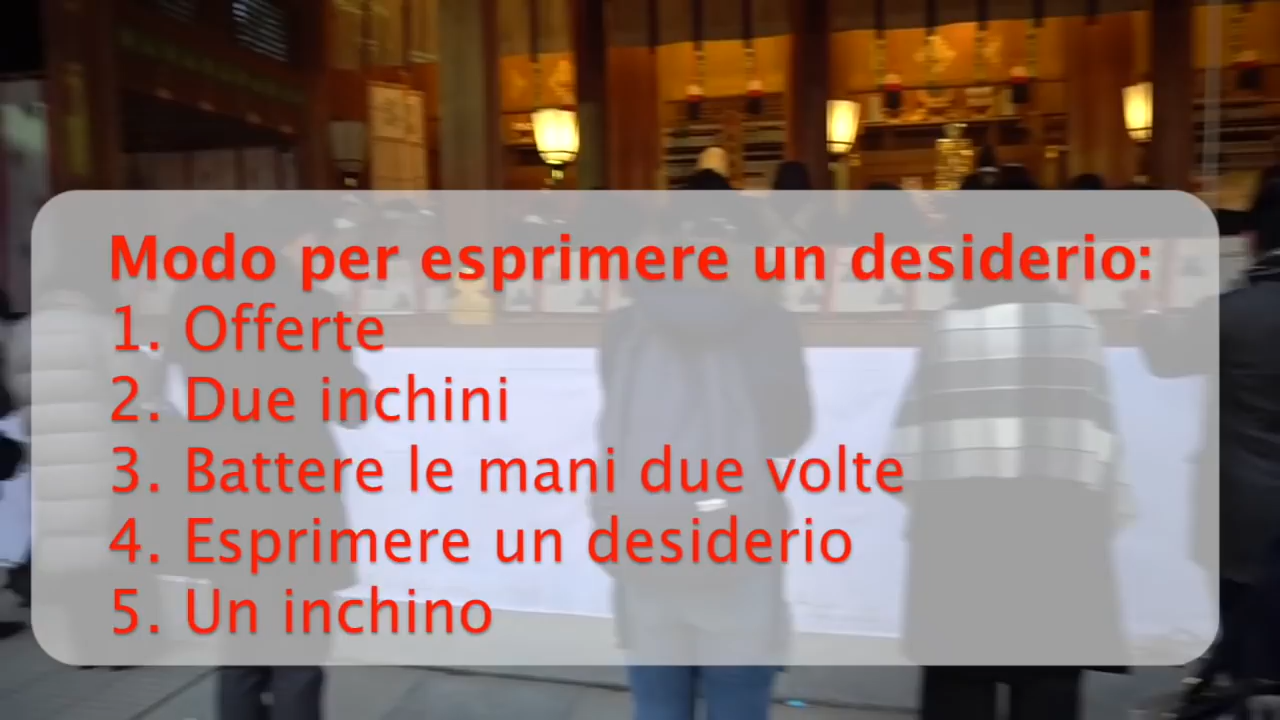 Modo per esprimere un desiderio:
1. Offerte
2. Due inchini
3. Battere le mani due volte
4. Esprimere un desiderio
5. Un inchino